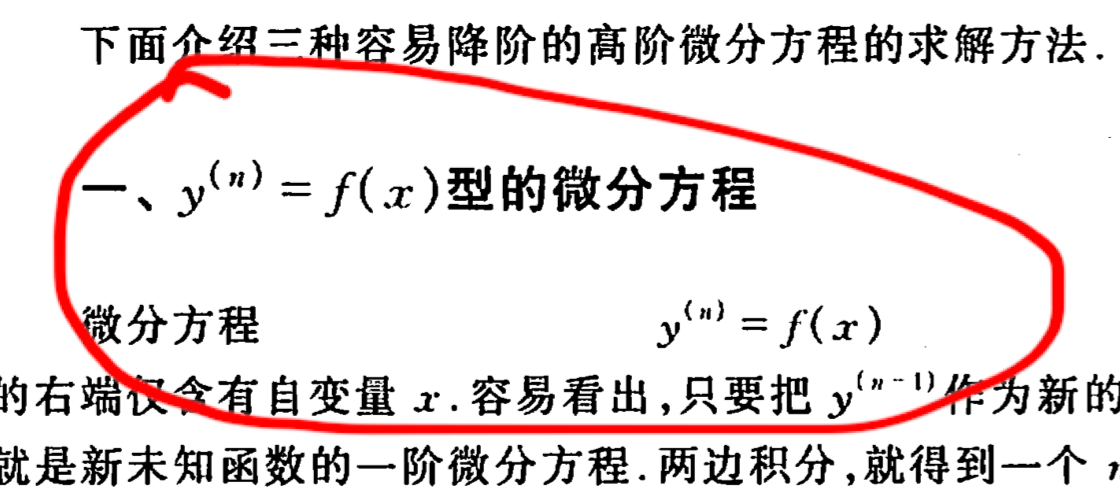 下面介绍三种容易降阶的高阶微分方程的求解方法.
一、y⁽ⁿ⁾ = f(x)型的微分方程
微分方程 y⁽ⁿ⁾ = f(x)
的右端仅含有自变量 x.容易看出,只要把 y⁽ⁿ⁻¹⁾作为新的
就是新未知函数的一阶微分方程.两边积分,就得到一个